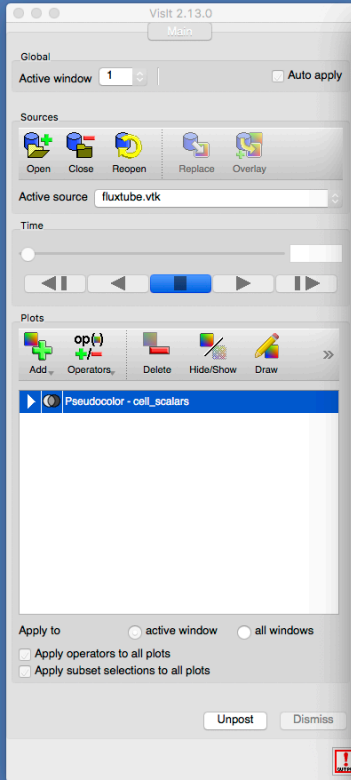 VisIt 2.13.0
Main
Global
Active window 1
Auto apply
Sources
Open Close Reopen Replace Overlay
Active source fluxtube.vtk
Time
Plots
op(ı)
+/−
Add Operators Delete Hide/Show Draw »
Pseudocolor - cell_scalars
Apply to active window all windows
Apply operators to all plots
Apply subset selections to all plots
Unpost Dismiss